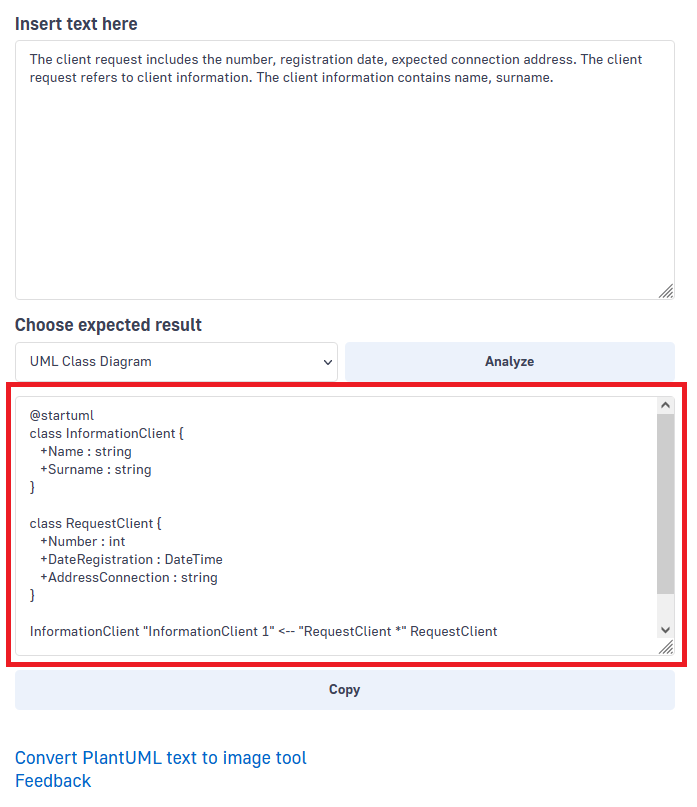 Insert text here
The client request includes the number, registration date, expected connection address. The client
request refers to client information. The client information contains name, surname.
Choose expected result
UML Class Diagram
Analyze
@startuml
class InformationClient {
   +Name : string
   +Surname : string
}

class RequestClient {
   +Number : int
   +DateRegistration : DateTime
   +AddressConnection : string
}

InformationClient "InformationClient 1" <-- "RequestClient *" RequestClient
Copy
Convert PlantUML text to image tool
Feedback